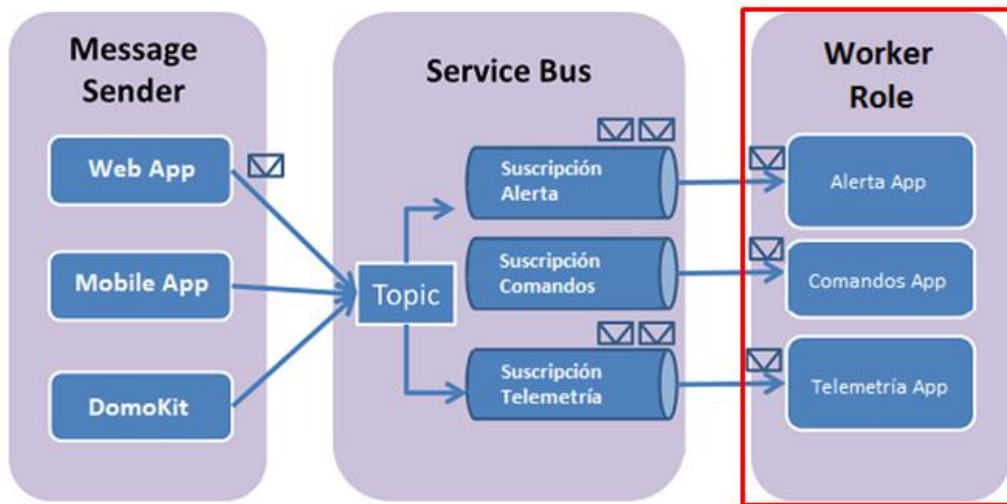 Message
Sender
Web App
Mobile App
DomoKit
Service Bus
Topic
Suscripción
Alerta
Suscripción
Comandos
Suscripción
Telemetría
Worker
Role
Alerta App
Comandos App
Telemetría App